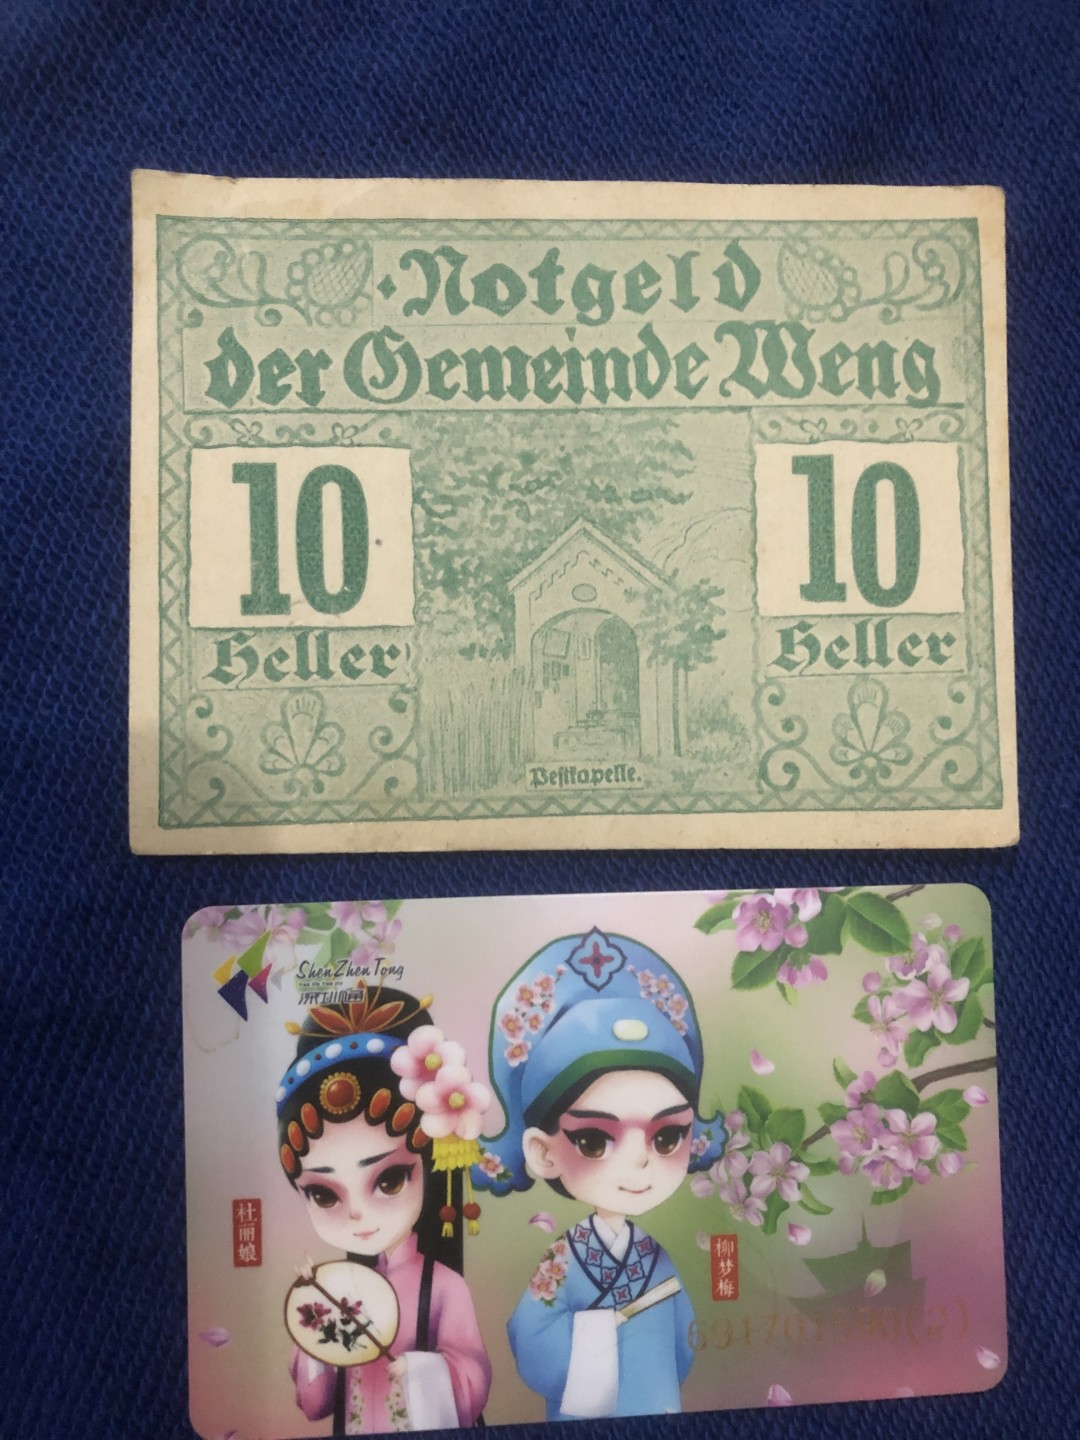 Notgeld
der Gemeinde Weng
10
Heller
10
Heller
Pestkapelle.
ShenZhen Tong
深圳通
杜丽娘
柳梦梅